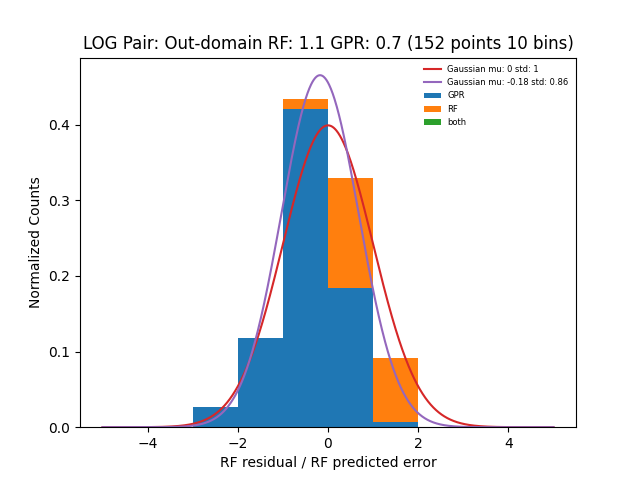 LOG Pair: Out-domain RF: 1.1 GPR: 0.7 (152 points 10 bins)
Gaussian mu: 0 std: 1
Gaussian mu: -0.18 std: 0.86
GPR
RF
both
Normalized Counts
0.4
0.3
0.2
0.1
0.0
−4 −2 0 2 4
RF residual / RF predicted error